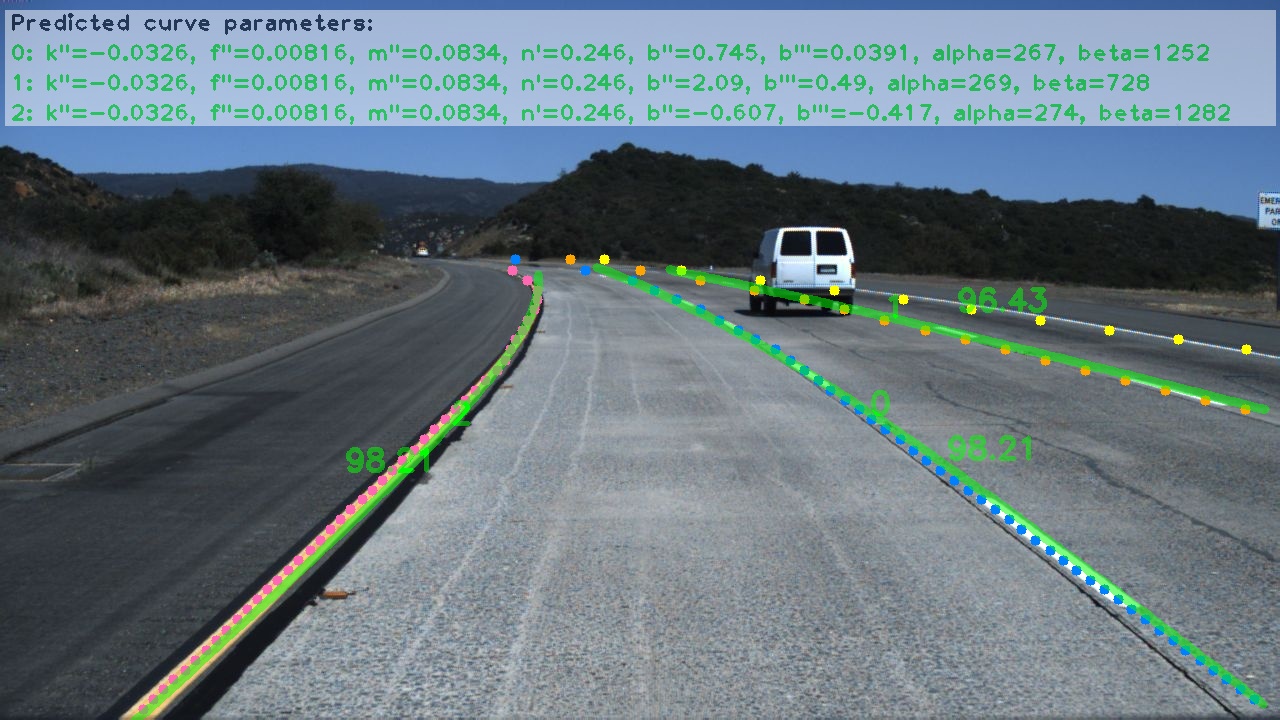 Predicted curve parameters:
0: k''=-0.0326, f''=0.00816, m''=0.0834, n'=0.246, b''=0.745, b'''=0.0391, alpha=267, beta=1252
1: k''=-0.0326, f''=0.00816, m''=0.0834, n'=0.246, b''=2.09, b'''=0.49, alpha=269, beta=728
2: k''=-0.0326, f''=0.00816, m''=0.0834, n'=0.246, b''=-0.607, b'''=-0.417, alpha=274, beta=1282
EMER
PAR
OR
1 96.43
0
2
98.21
98.21